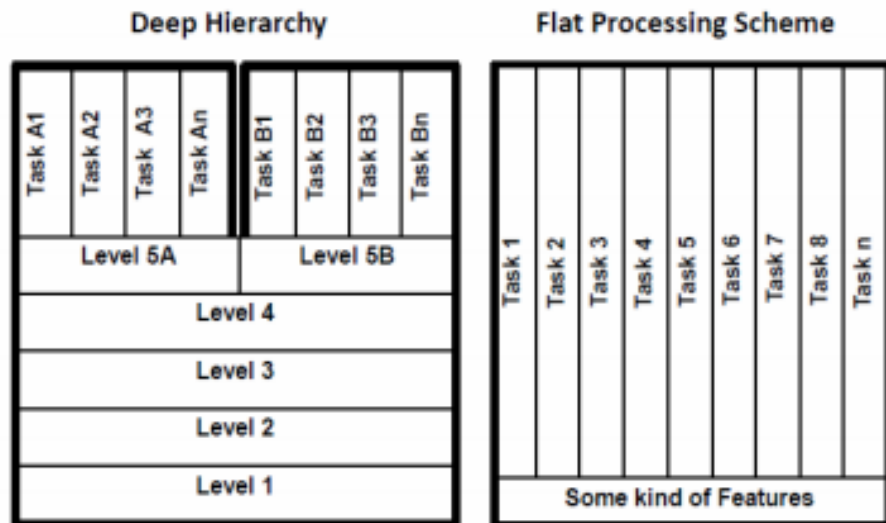 Deep Hierarchy
Task A1
Task A2
Task A3
Task An
Task B1
Task B2
Task B3
Task Bn
Level 5A
Level 5B
Level 4
Level 3
Level 2
Level 1
Flat Processing Scheme
Task 1
Task 2
Task 3
Task 4
Task 5
Task 6
Task 7
Task 8
Task n
Some kind of Features